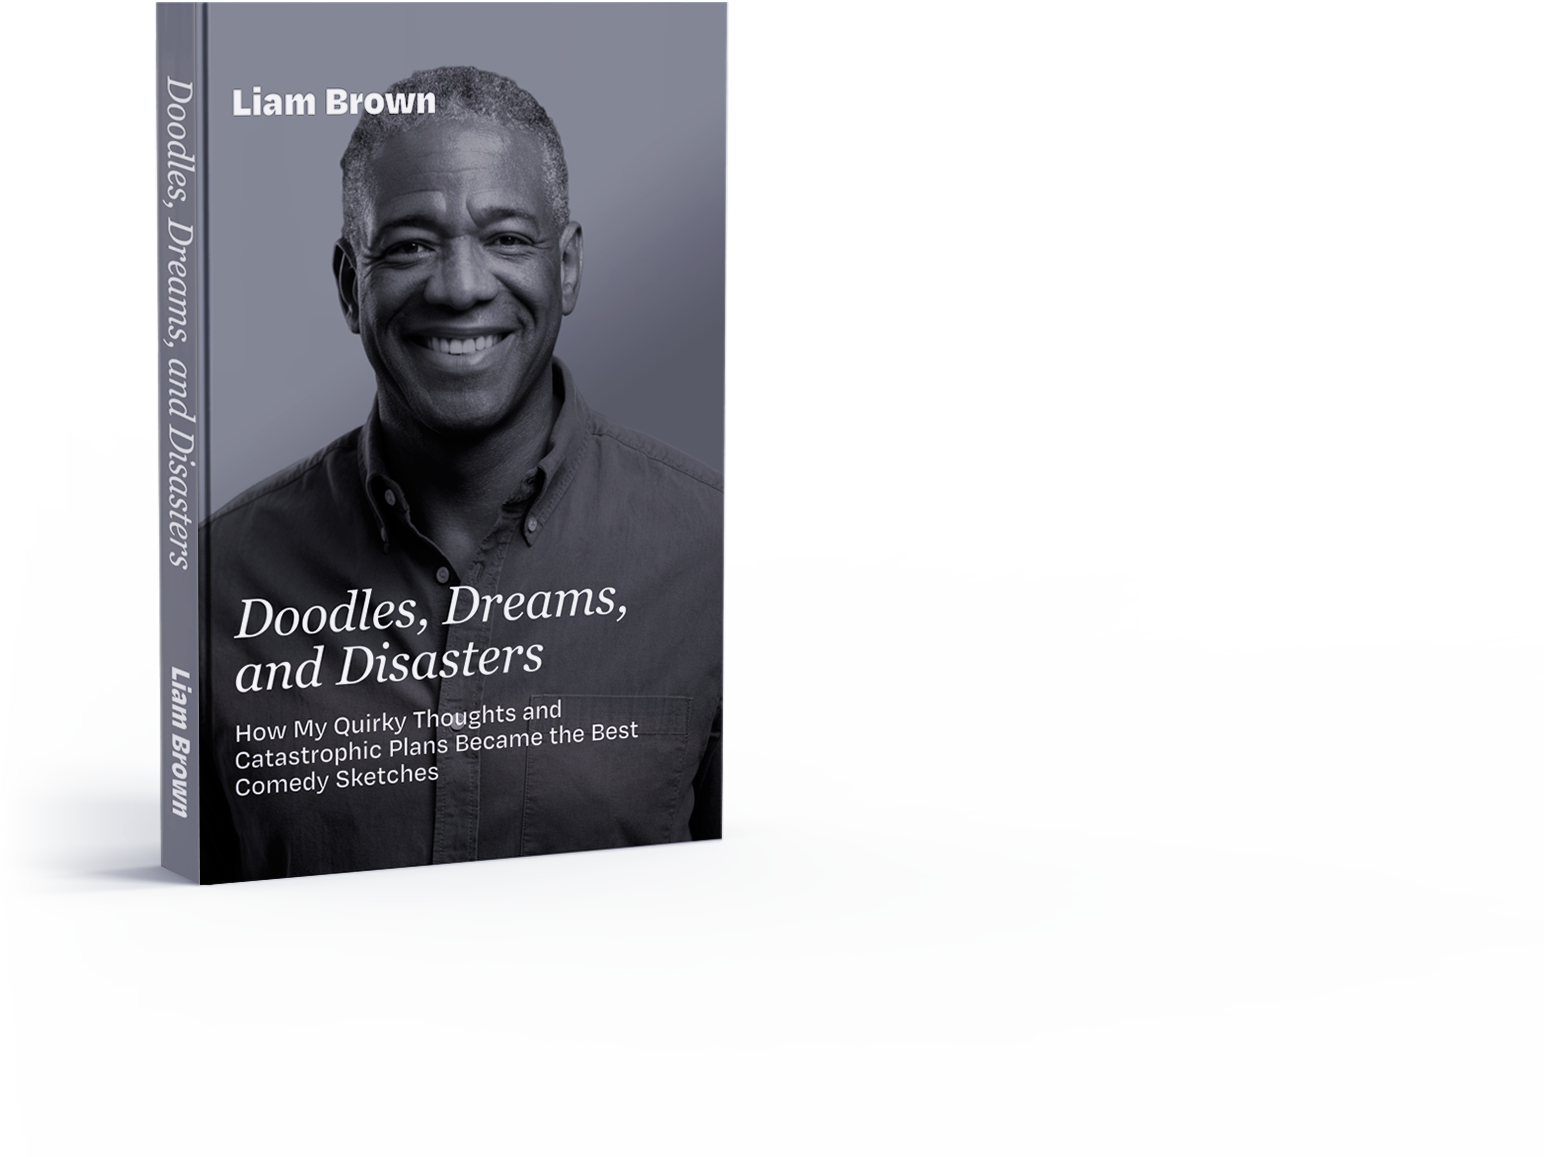 Doodles, Dreams, and Disasters
Liam Brown
Liam Brown
Doodles, Dreams,
and Disasters
How My Quirky Thoughts and
Catastrophic Plans Became the Best
Comedy Sketches